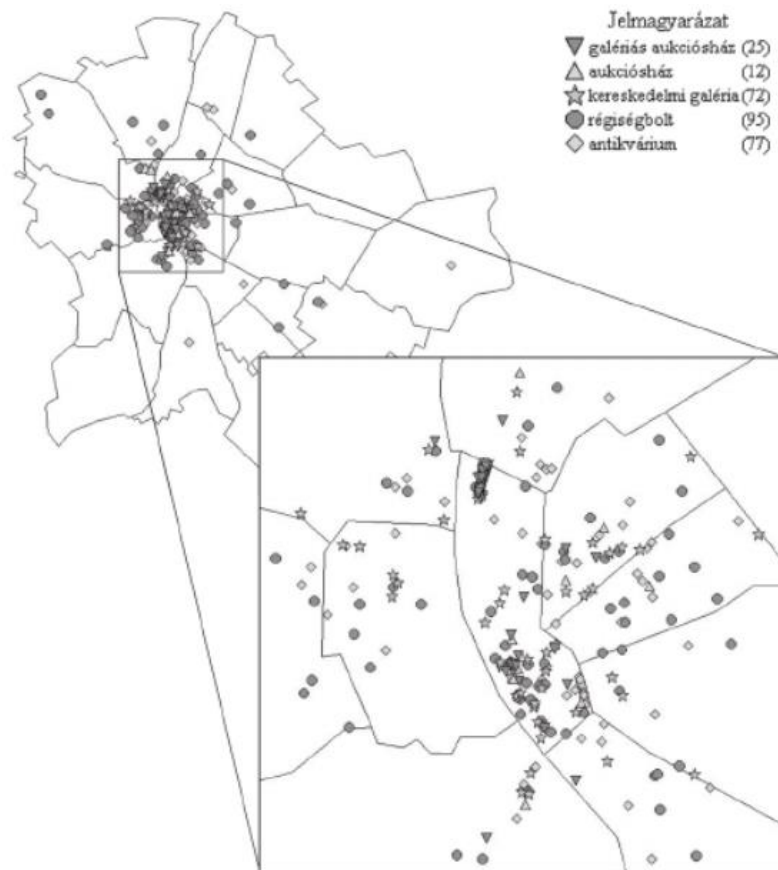 Jelmagyarázat
galériás aukciósház (25)
aukciósház (12)
kereskedelmi galéria (72)
régiségbolt (95)
antikvárium (77)